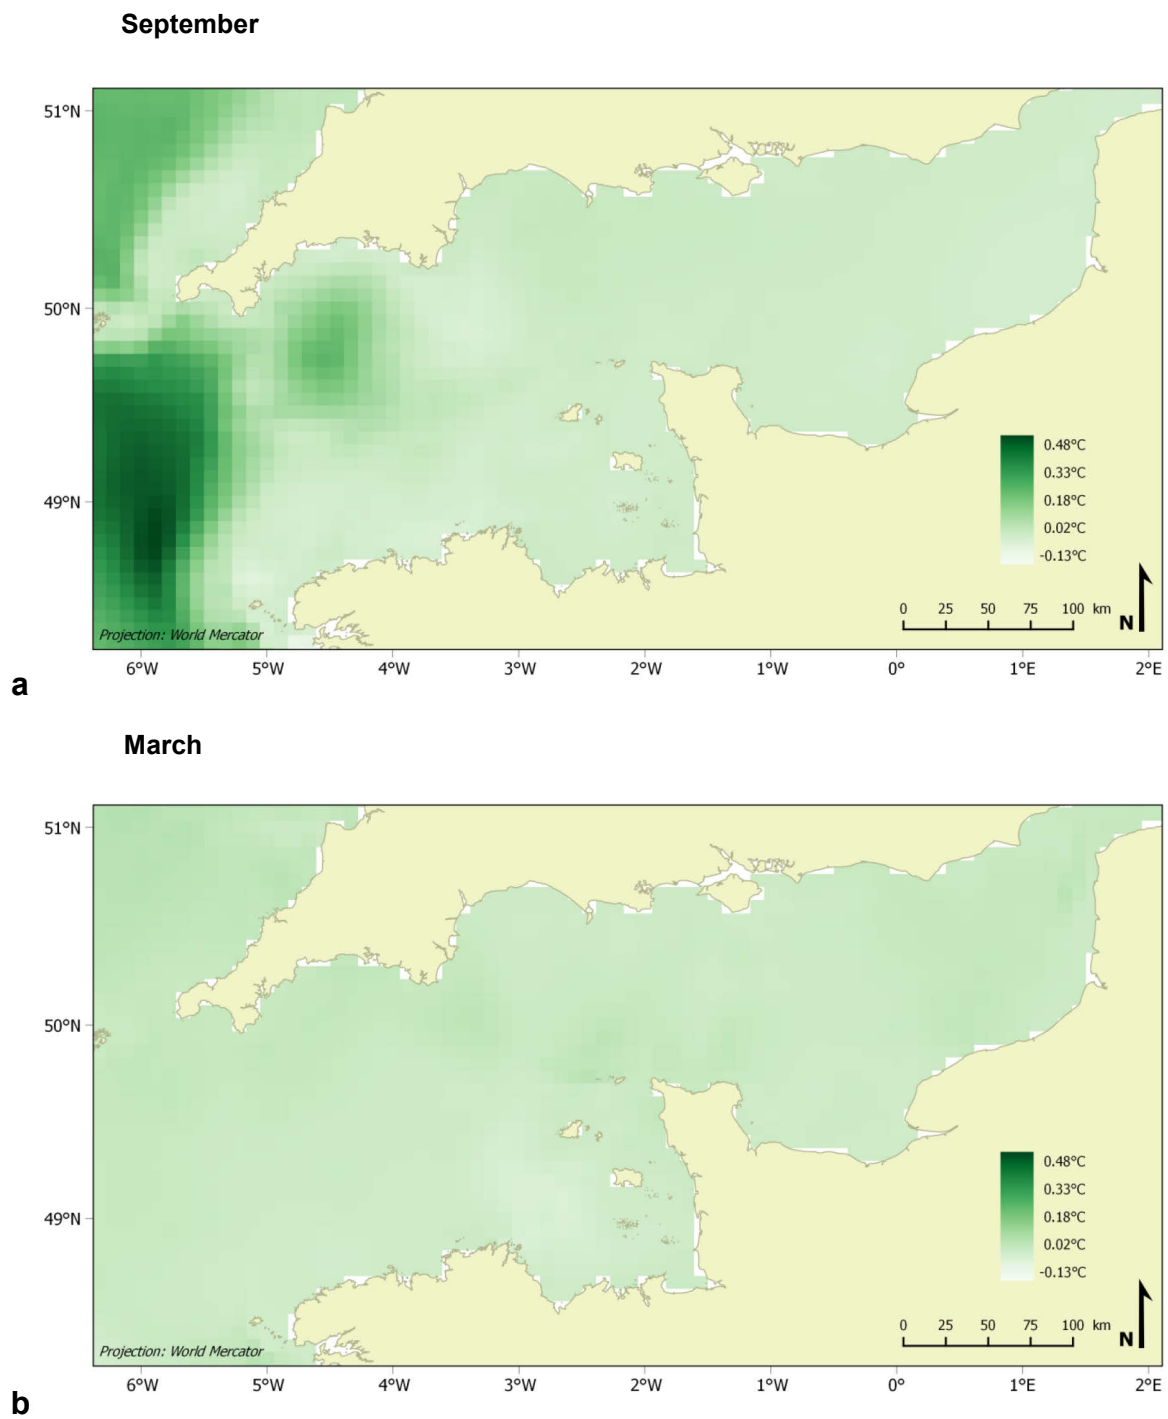 September
51°N
50°N
49°N
0.48°C
0.33°C
0.18°C
0.02°C
-0.13°C
0 25 50 75 100 km
N
Projection: World Mercator
6°W 5°W 4°W 3°W 2°W 1°W 0° 1°E 2°E
a
March
51°N
50°N
49°N
0.48°C
0.33°C
0.18°C
0.02°C
-0.13°C
0 25 50 75 100 km
N
Projection: World Mercator
6°W 5°W 4°W 3°W 2°W 1°W 0° 1°E 2°E
b